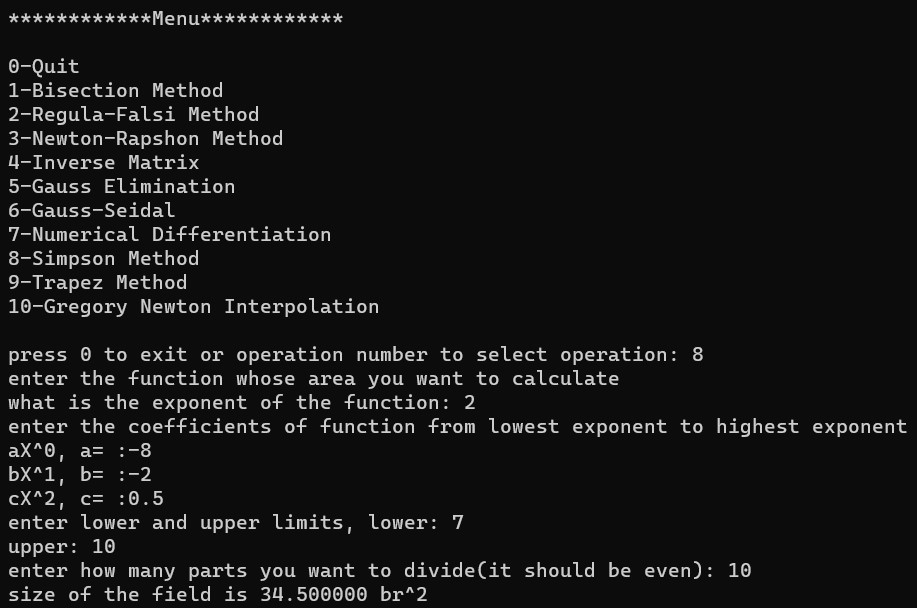 ************Menu************
0-Quit
1-Bisection Method
2-Regula-Falsi Method
3-Newton-Rapshon Method
4-Inverse Matrix
5-Gauss Elimination
6-Gauss-Seidal
7-Numerical Differentiation
8-Simpson Method
9-Trapez Method
10-Gregory Newton Interpolation
press 0 to exit or operation number to select operation: 8
enter the function whose area you want to calculate
what is the exponent of the function: 2
enter the coefficients of function from lowest exponent to highest exponent
aX^0, a= :-8
bX^1, b= :-2
cX^2, c= :0.5
enter lower and upper limits, lower: 7
upper: 10
enter how many parts you want to divide(it should be even): 10
size of the field is 34.500000 br^2